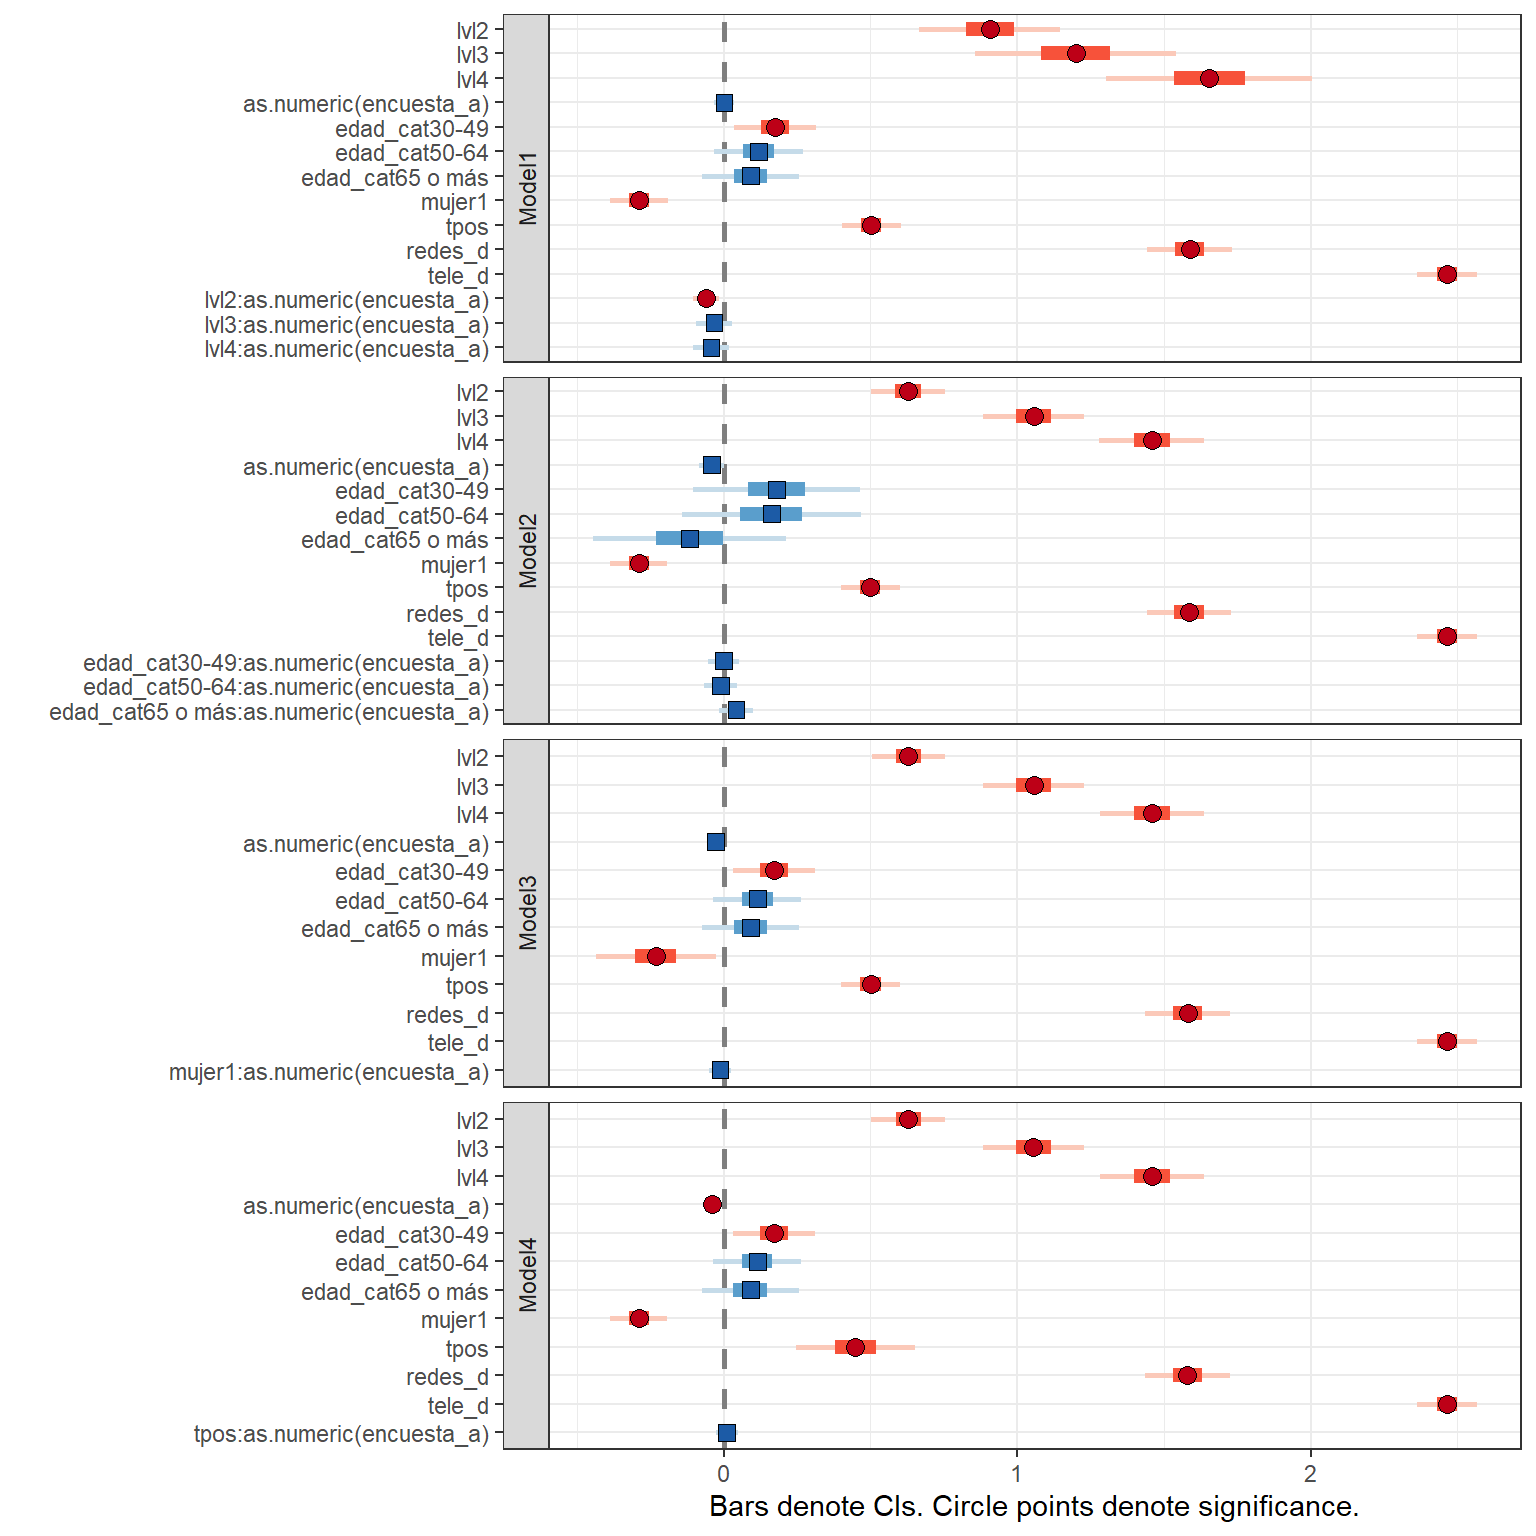 lvl2
lvl3
lvl4
as.numeric(encuesta_a)
edad_cat30-49
edad_cat50-64
edad_cat65 o más
mujer1
tpos
redes_d
tele_d
lvl2:as.numeric(encuesta_a)
lvl3:as.numeric(encuesta_a)
lvl4:as.numeric(encuesta_a)
Model1
lvl2
lvl3
lvl4
as.numeric(encuesta_a)
edad_cat30-49
edad_cat50-64
edad_cat65 o más
mujer1
tpos
redes_d
tele_d
edad_cat30-49:as.numeric(encuesta_a)
edad_cat50-64:as.numeric(encuesta_a)
edad_cat65 o más:as.numeric(encuesta_a)
Model2
lvl2
lvl3
lvl4
as.numeric(encuesta_a)
edad_cat30-49
edad_cat50-64
edad_cat65 o más
mujer1
tpos
redes_d
tele_d
mujer1:as.numeric(encuesta_a)
Model3
lvl2
lvl3
lvl4
as.numeric(encuesta_a)
edad_cat30-49
edad_cat50-64
edad_cat65 o más
mujer1
tpos
redes_d
tele_d
tpos:as.numeric(encuesta_a)
Model4
0 1 2
Bars denote CIs. Circle points denote significance.